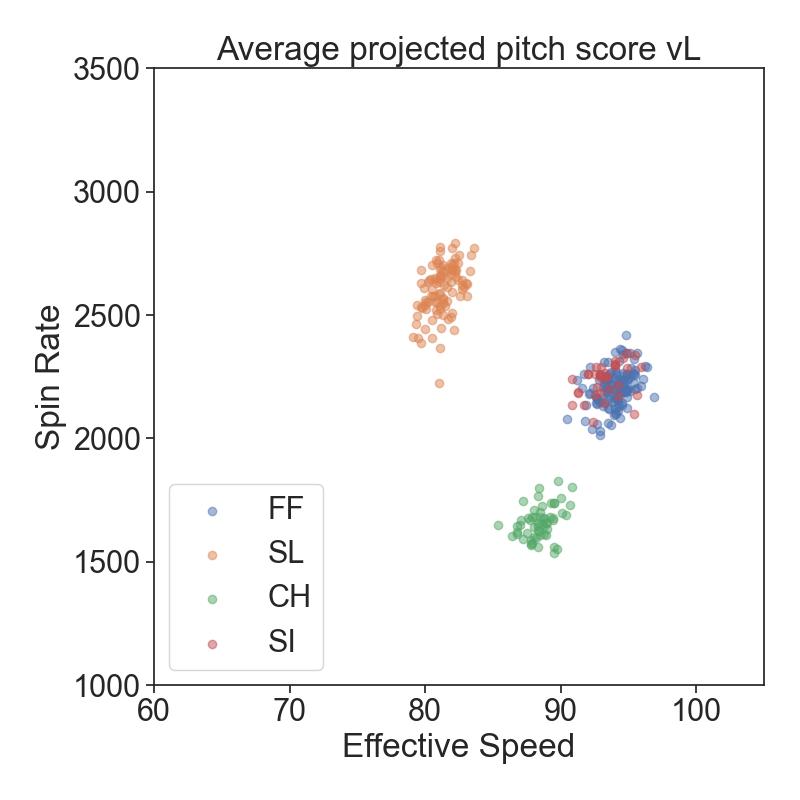 Average projected pitch score vL
3500
3000
2500
2000
1500
1000
Spin Rate
FF
SL
CH
SI
60 70 80 90 100
Effective Speed